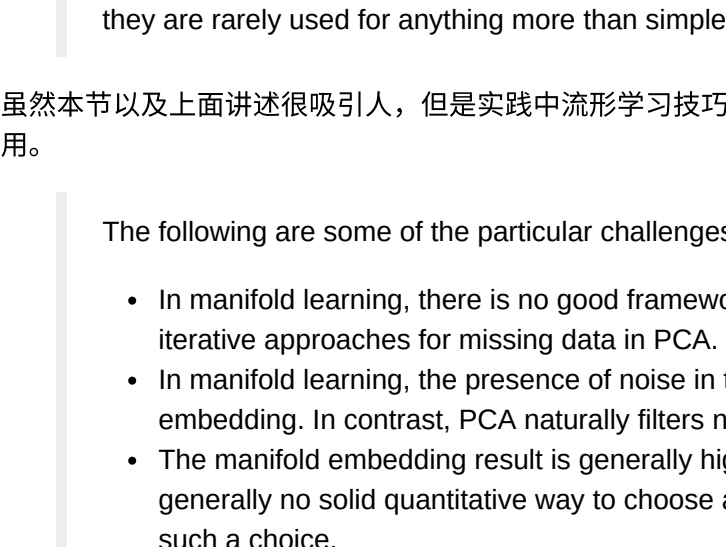 they are rarely used for anything more than simple
虽然本节以及上面讲述很吸引人，但是实践中流形学习技巧
用。
The following are some of the particular challenges
• In manifold learning, there is no good
iterative approaches for missing data in PCA.
• In manifold learning, the presence of noise in
embedding. In contrast, PCA naturally filters
• The manifold embedding result is generally
generally no solid quantitative way to choose
such a choice.